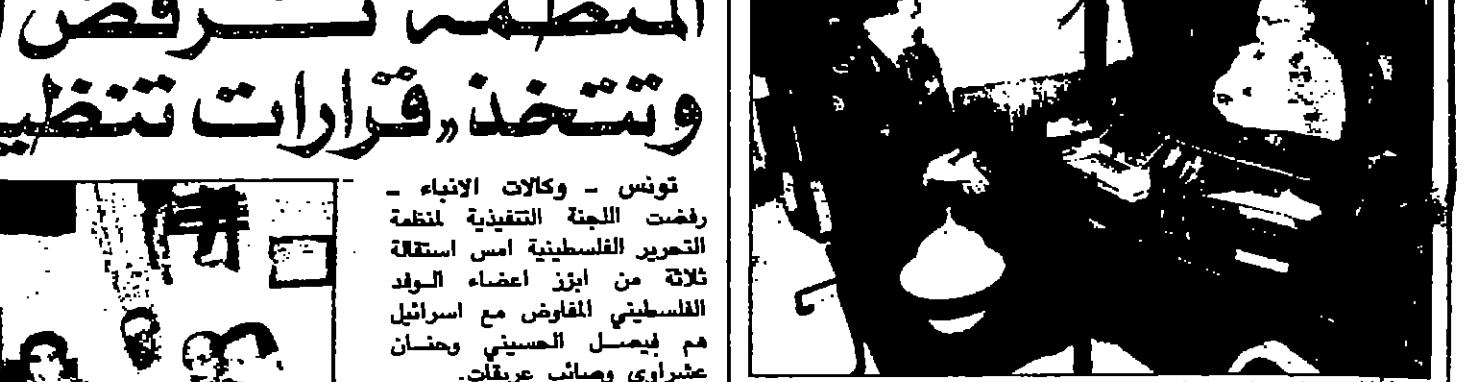 المنظمة ترفض
وتتخذ «قرارات
تونس - وكالات الانباء -
رفضت اللجنة التنفيذية لمنظمة
التحرير الفلسطينية امس استقالة
ثلاثة من ابرز اعضاء الوفد
الفلسطيني المفاوض مع اسرائيل
هم فيصل الحسيني وحنان
عشراوي وصائب عريقات.